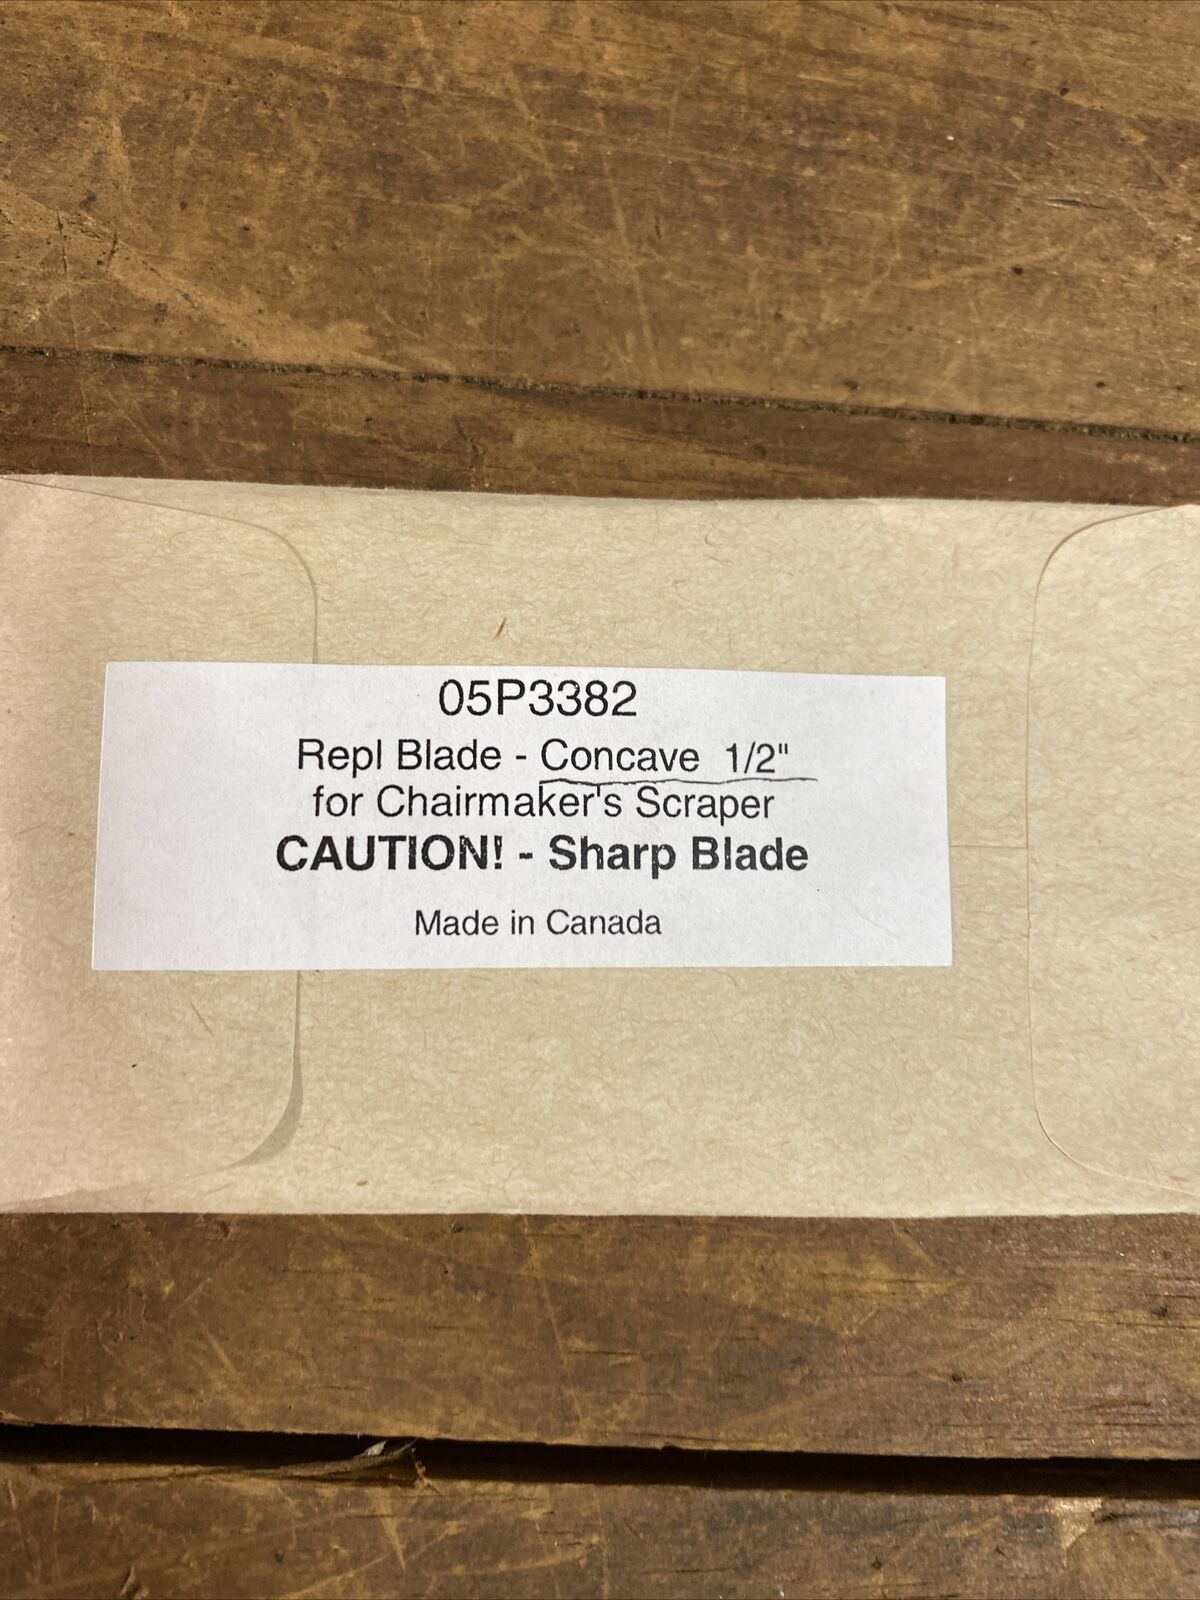 05P3382
Repl Blade - Concave 1/2"
for Chairmaker's Scraper
CAUTION! - Sharp Blade
Made in Canada